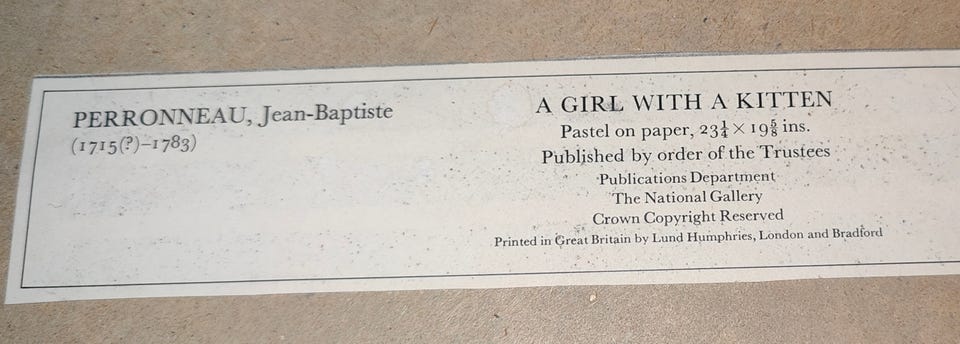 PERRONNEAU, Jean-Baptiste
(1715(?)–1783)
A GIRL WITH A KITTEN
Pastel on paper, 23¼ × 19⅝ ins.
Published by order of the Trustees
Publications Department
The National Gallery
Crown Copyright Reserved
Printed in Great Britain by Lund Humphries, London and Bradford